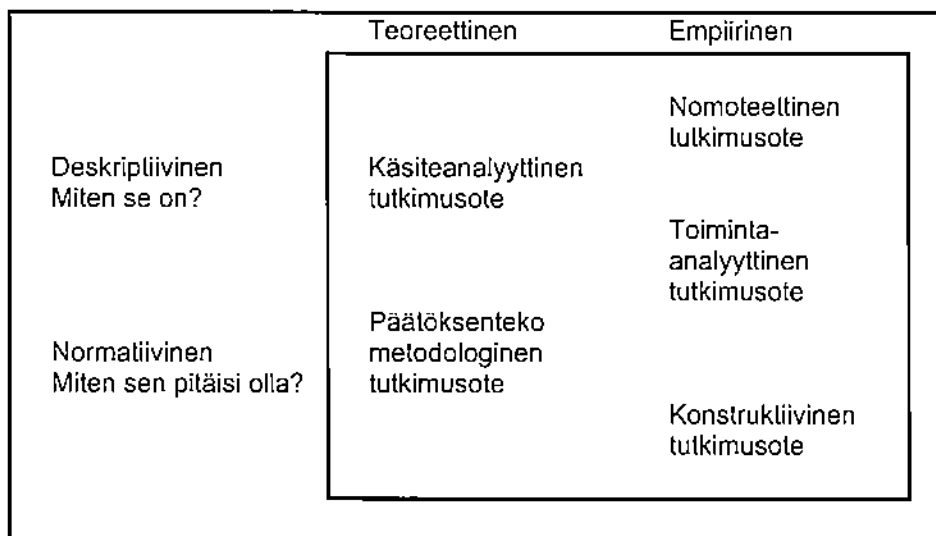 Teoreettinen
Empiirinen
Nomoteettinen
tutkimusote
Deskriptiivinen
Miten se on?
Käsiteanalyyttinen
tutkimusote
Toiminta-
analyyttinen
tutkimusote
Normatiivinen
Miten sen pitäisi olla?
Päätöksenteko
metodologinen
tutkimusote
Konstruktiivinen
tutkimusote